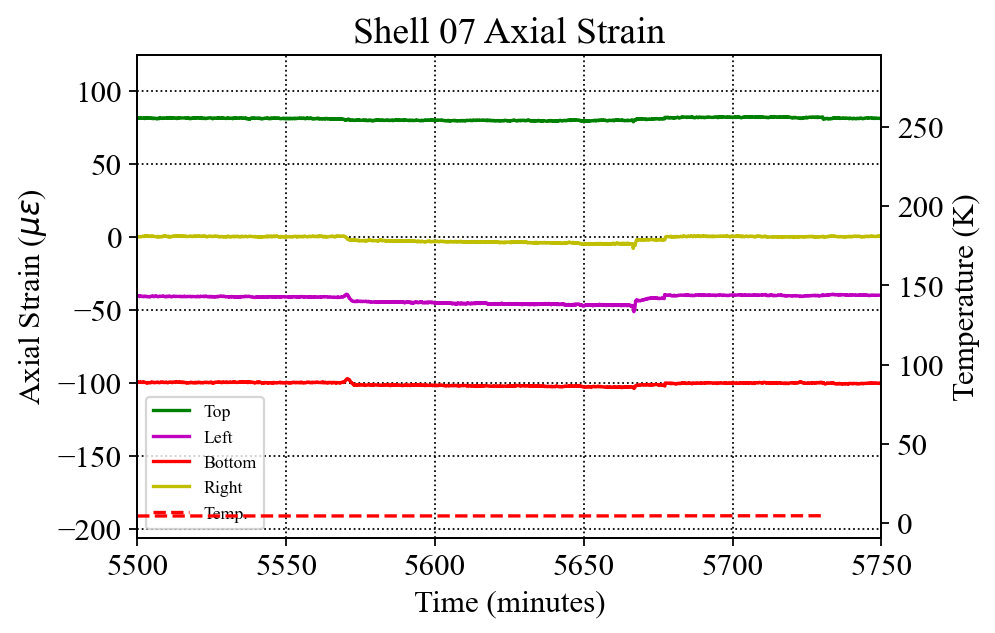 Shell 07 Axial Strain
100
50
0
−50
−100
−150
−200
Axial Strain (με)
250
200
150
100
50
0
Temperature (K)
Top
Left
Bottom
Right
Temp.
5500 5550 5600 5650 5700 5750
Time (minutes)